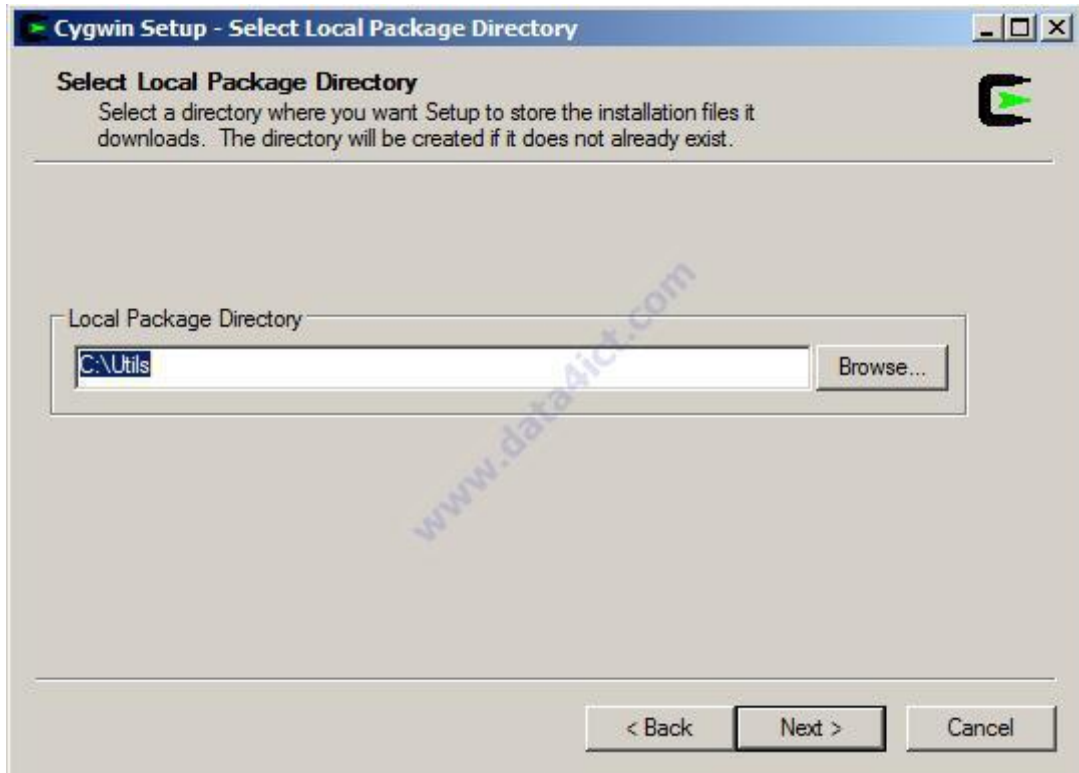 Cygwin Setup - Select Local Package Directory
Select Local Package Directory
Select a directory where you want Setup to store the installation files it
downloads. The directory will be created if it does not already exist.
Local Package Directory
C:\Utils
Browse...
www.data4ict.com
< Back
Next >
Cancel